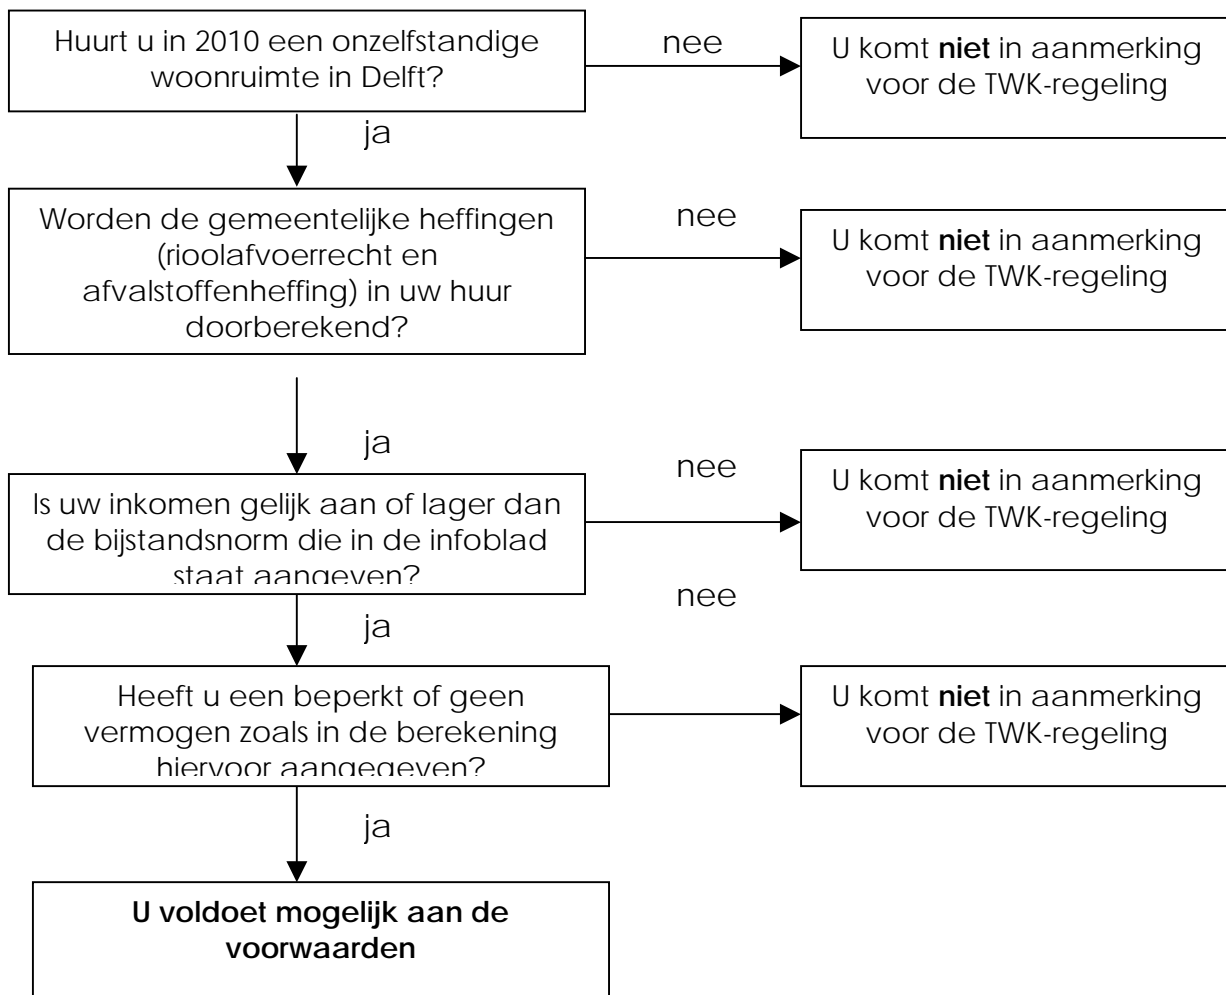 Huurt u in 2010 een onzelfstandige
woonruimte in Delft?
nee
U komt niet in aanmerking
voor de TWK-regeling
ja
Worden de gemeentelijke heffingen
(rioolafvoerrecht en
afvalstoffenheffing) in uw huur
doorberekend?
nee
U komt niet in aanmerking
voor de TWK-regeling
ja
Is uw inkomen gelijk aan of lager dan
de bijstandsnorm die in de infoblad
staat aangeven?
nee
U komt niet in aanmerking
voor de TWK-regeling
ja
Heeft u een beperkt of geen
vermogen zoals in de berekening
hiervoor aangegeven?
nee
U komt niet in aanmerking
voor de TWK-regeling
ja
U voldoet mogelijk aan de
voorwaarden